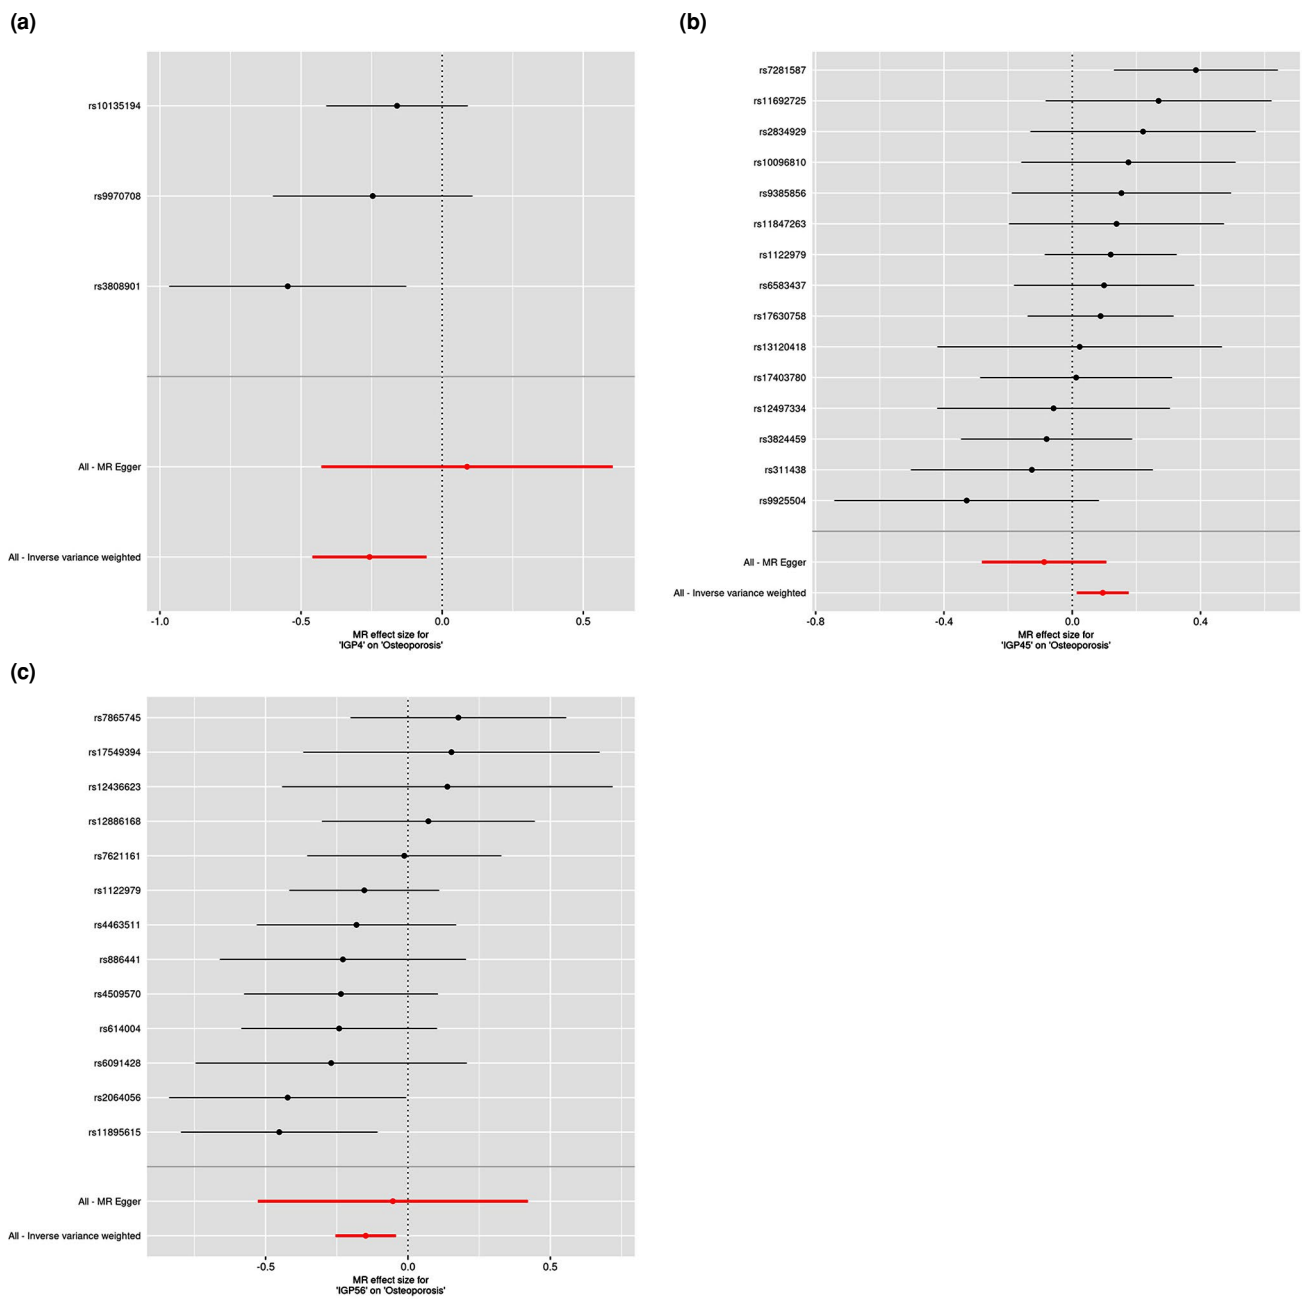 (a)
rs10135194
rs9970708
rs3808901
All - MR Egger
All - Inverse variance weighted
-1.0
-0.5
0.0
0.5
MR effect size for
'IGP4' on 'Osteoporosis'
(b)
rs7281587
rs11692725
rs2834929
rs10096810
rs9385856
rs11847263
rs1122979
rs6583437
rs17630758
rs13120418
rs17403780
rs12497334
rs3824459
rs311438
rs9925504
All - MR Egger
All - Inverse variance weighted
-0.8
-0.4
0.0
0.4
MR effect size for
'IGP45' on 'Osteoporosis'
(c)
rs7865745
rs17549394
rs12436623
rs12886168
rs7621161
rs1122979
rs4463511
rs886441
rs4509570
rs614004
rs6091428
rs2064056
rs11895615
All - MR Egger
All - Inverse variance weighted
-0.5
0.0
0.5
MR effect size for
'IGP56' on 'Osteoporosis'